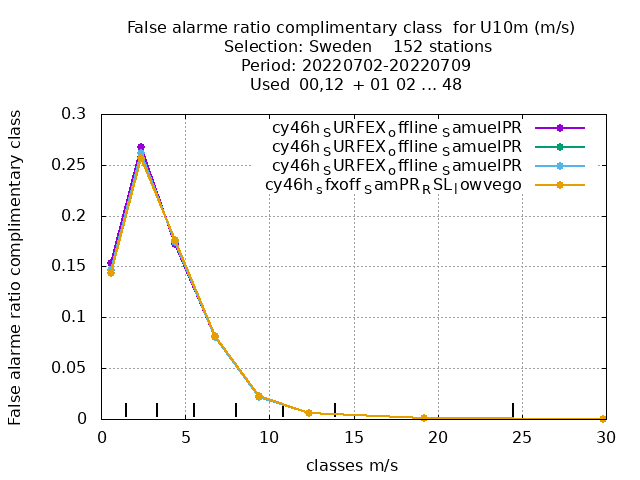 False alarme ratio complimentary class  for U10m (m/s)
Selection: Sweden    152 stations
Period: 20220702-20220709
Used  00,12  + 01 02 ... 48
False alarme ratio complimentary class
0.3
0.25
0.2
0.15
0.1
0.05
0
cy46h_SURFEX_offline_SamuelPR
cy46h_SURFEX_offline_SamuelPR
cy46h_SURFEX_offline_SamuelPR
cy46h_sfxoff_SamPR_RSL_lowvego
0 5 10 15 20 25 30
classes m/s